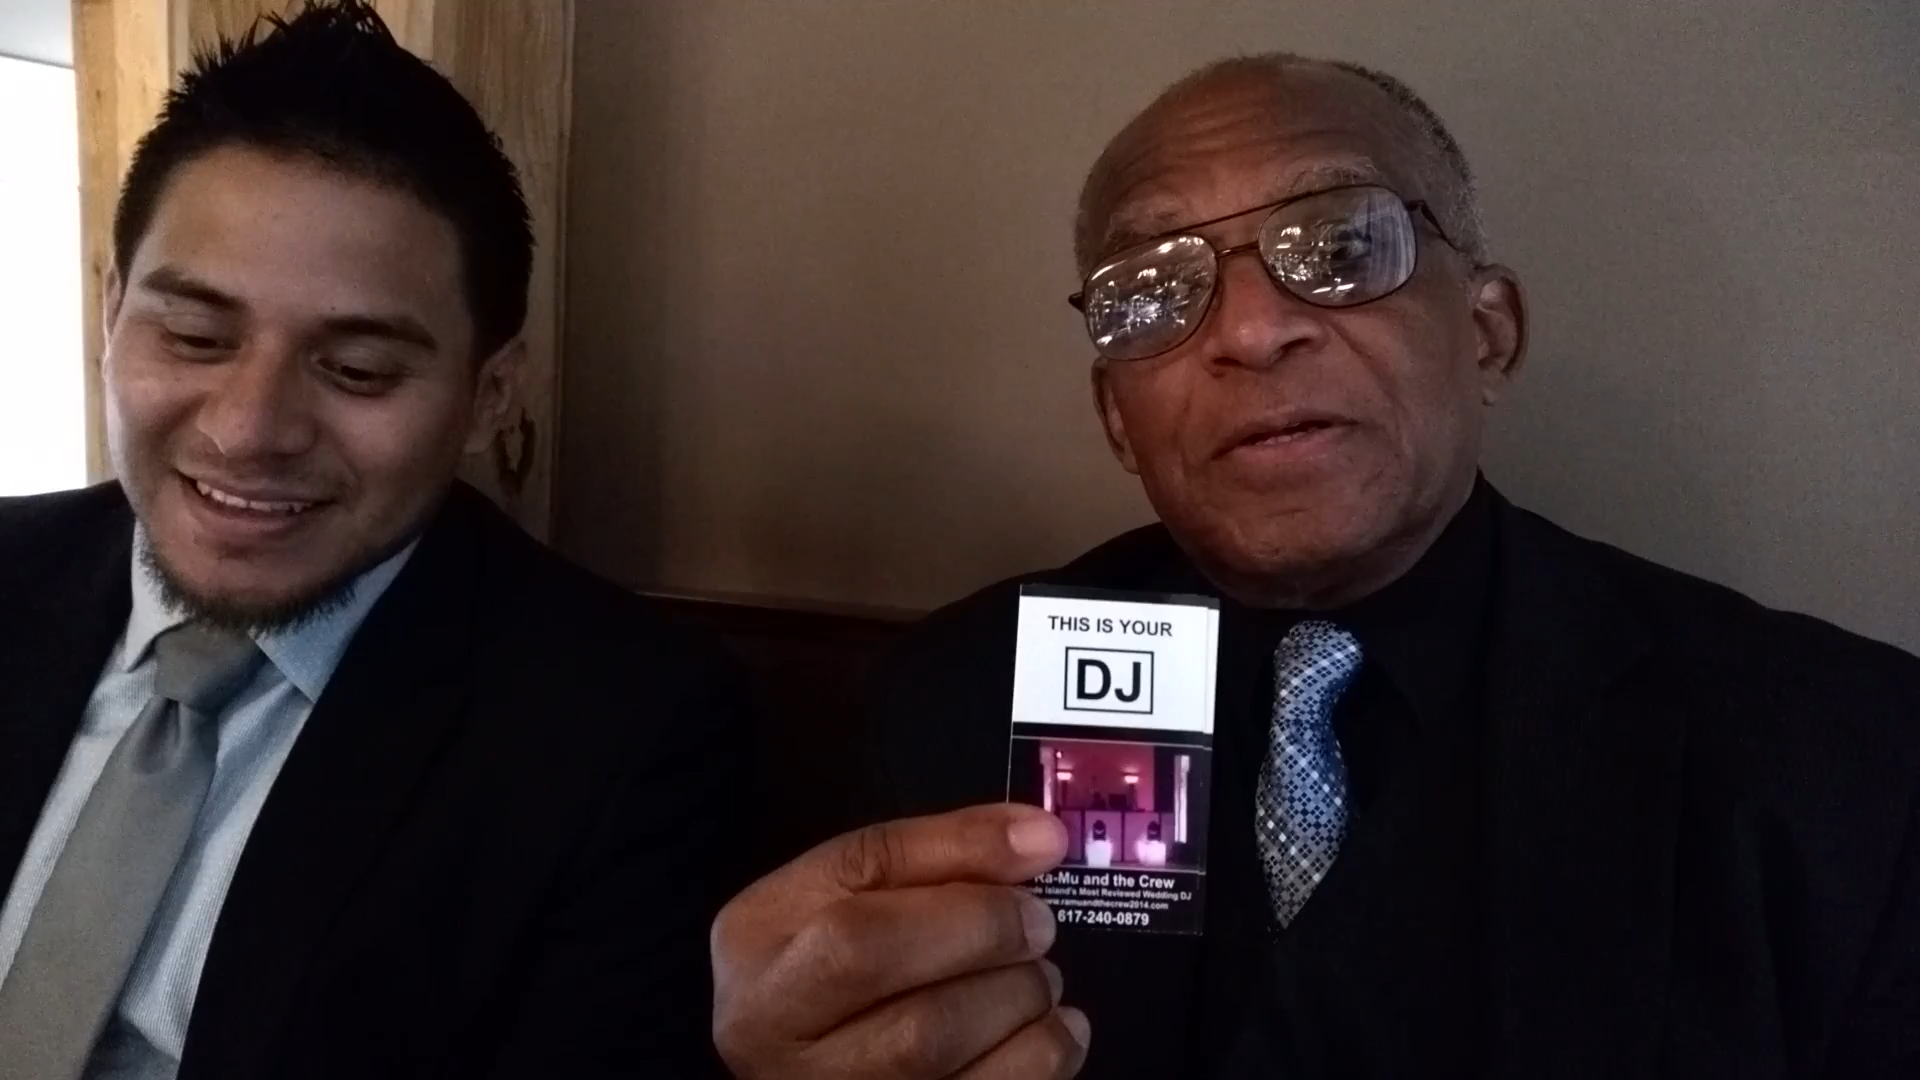 THIS IS YOUR
DJ
Ra-Mu and the Crew
Island's Most Reviewed Wedding DJ
www.ramuandthecrew2014.com
617-240-0879